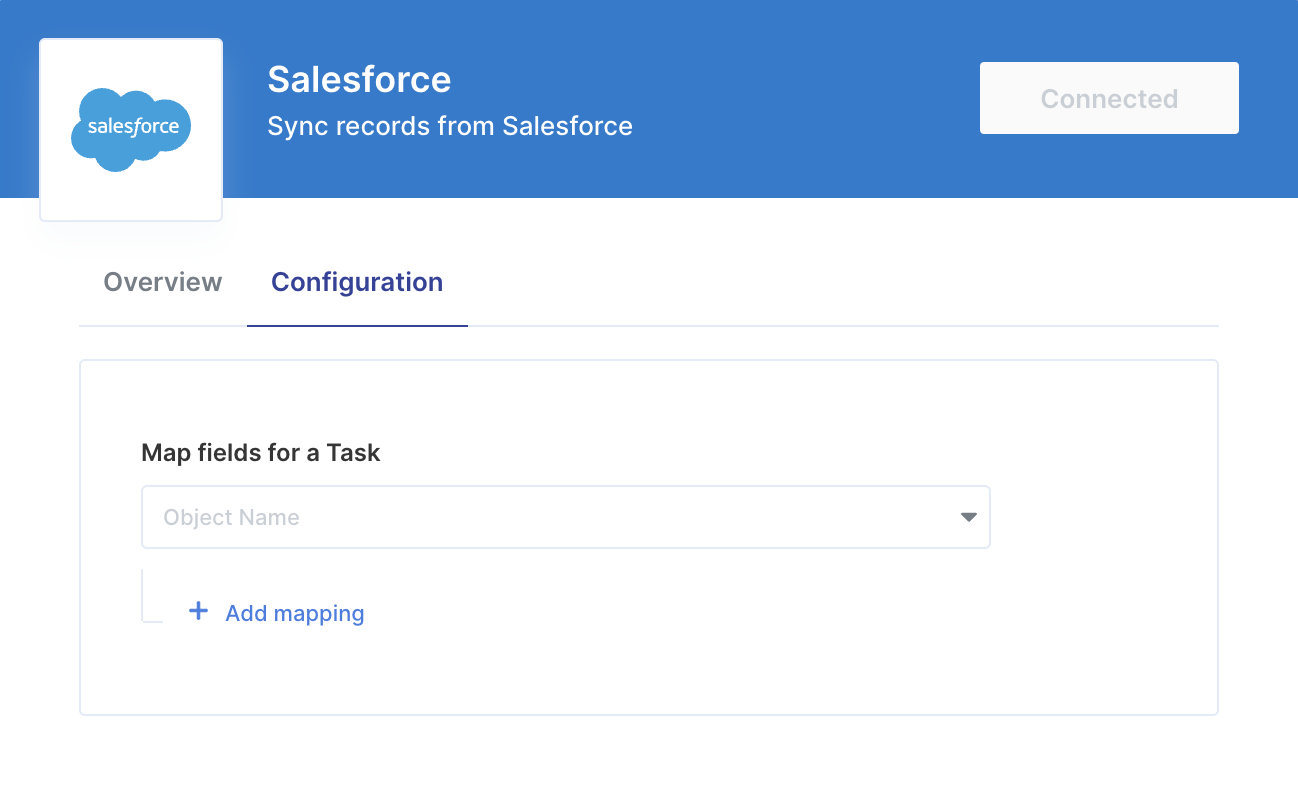 salesforce
Salesforce
Sync records from Salesforce
Connected
Overview
Configuration
Map fields for a Task
Object Name
+ Add mapping